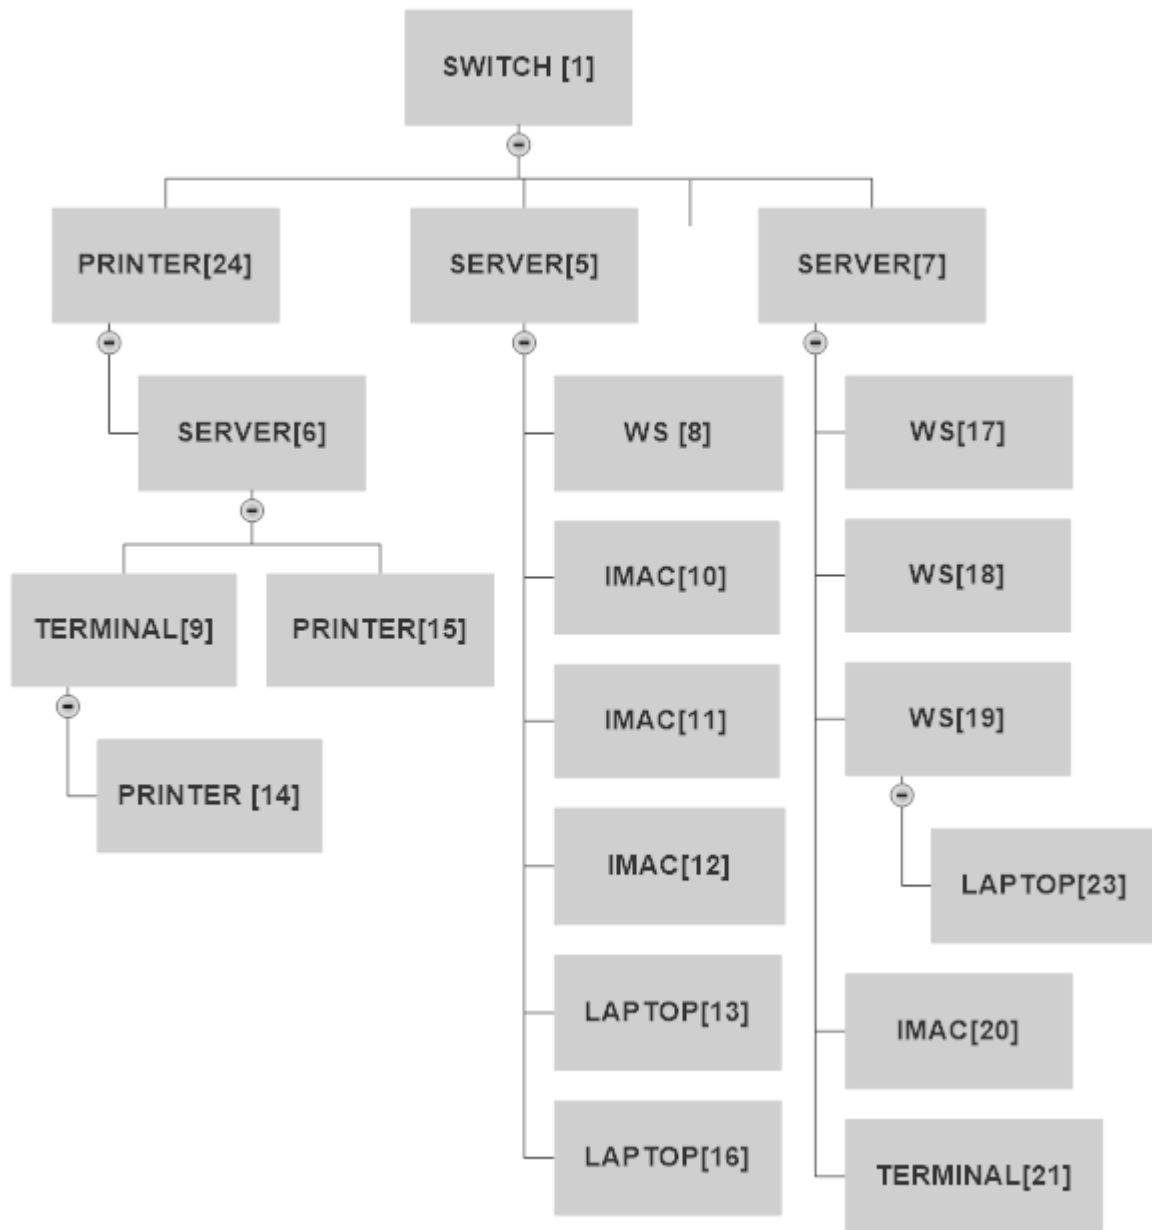 SWITCH [1]
PRINTER[24]
SERVER[5]
SERVER[7]
SERVER[6]
WS [8]
WS[17]
IMAC[10]
WS[18]
TERMINAL[9]
PRINTER[15]
IMAC[11]
WS[19]
PRINTER [14]
IMAC[12]
LAPTOP[23]
LAPTOP[13]
IMAC[20]
LAPTOP[16]
TERMINAL[21]